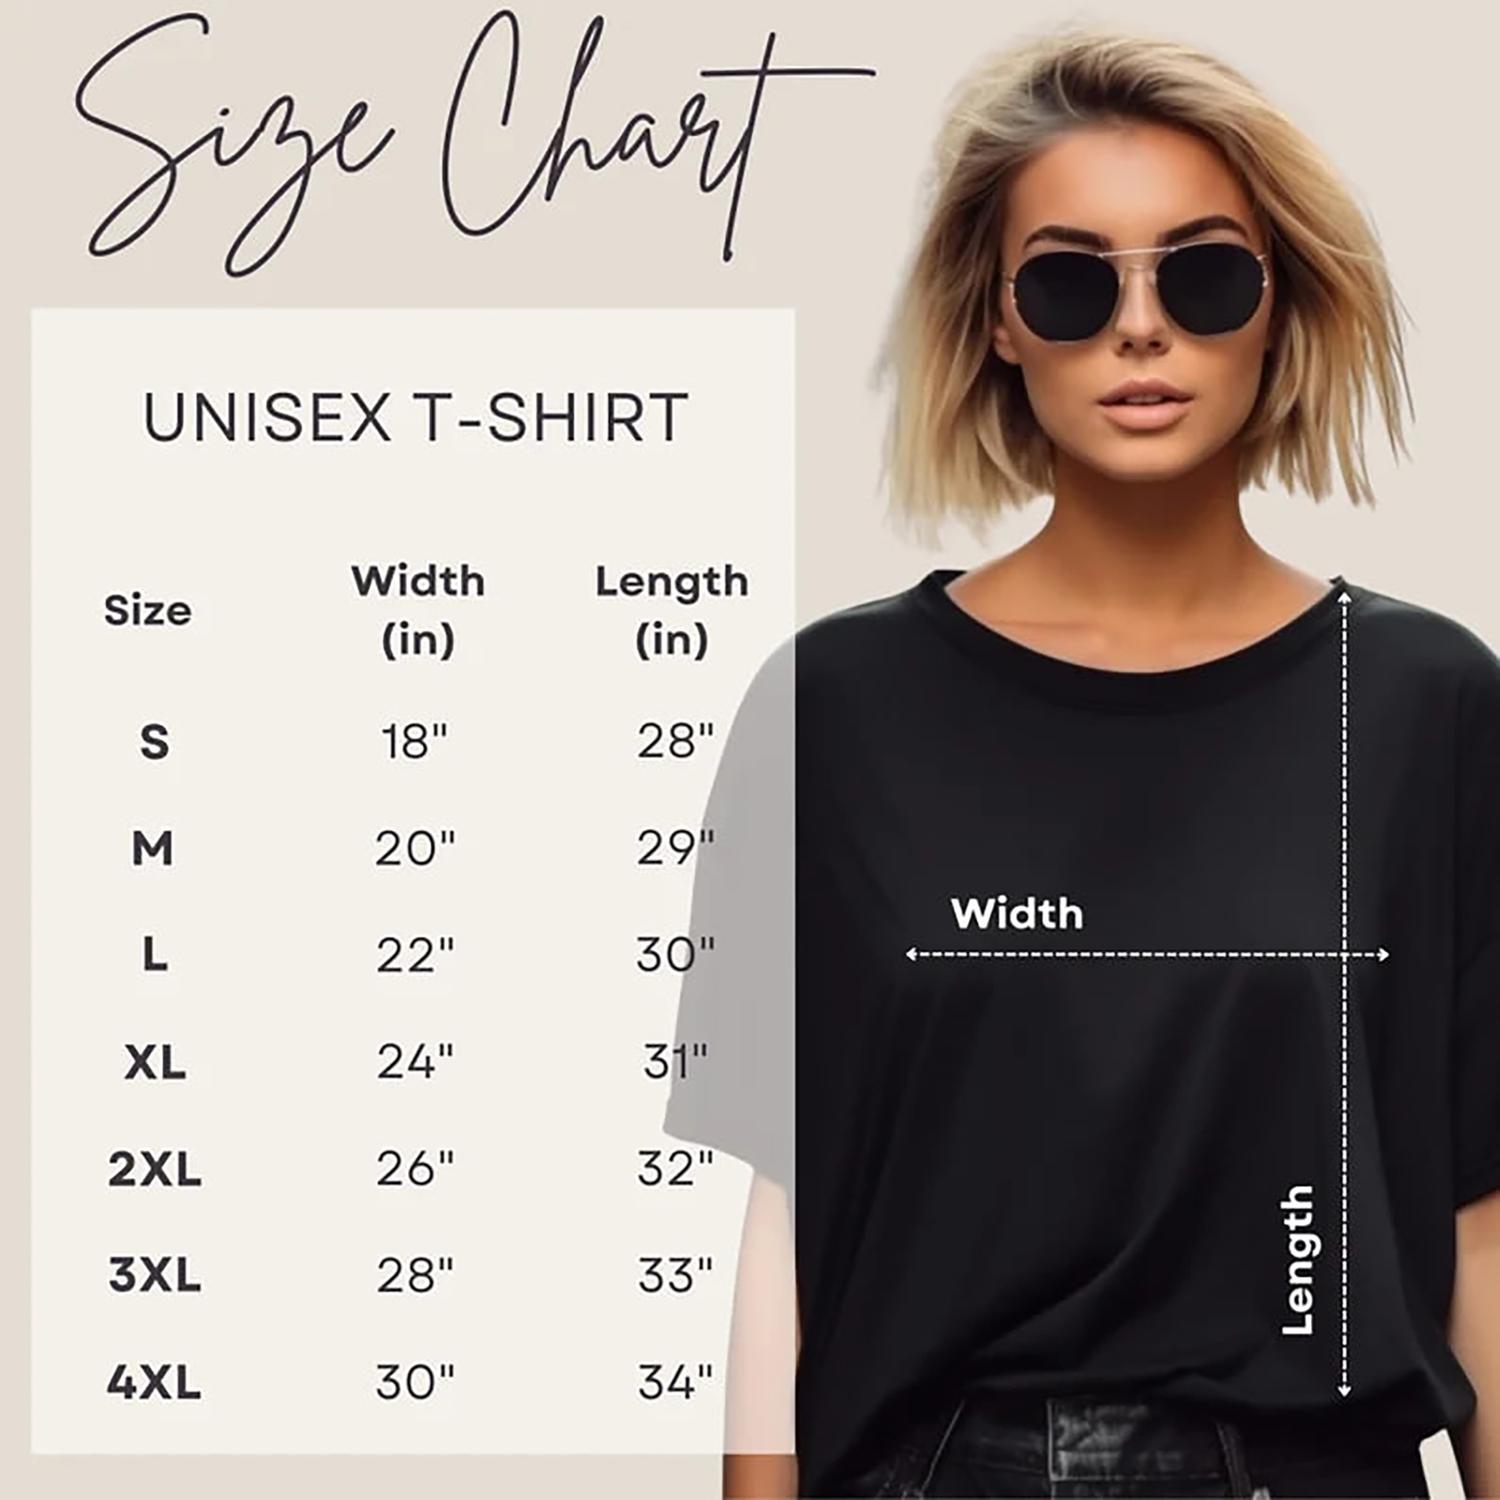 Size Chart
UNISEX T-SHIRT
Size Width (in) Length (in)
S 18" 28"
M 20" 29"
L 22" 30"
XL 24" 31"
2XL 26" 32"
3XL 28" 33"
4XL 30" 34"
Width
Length